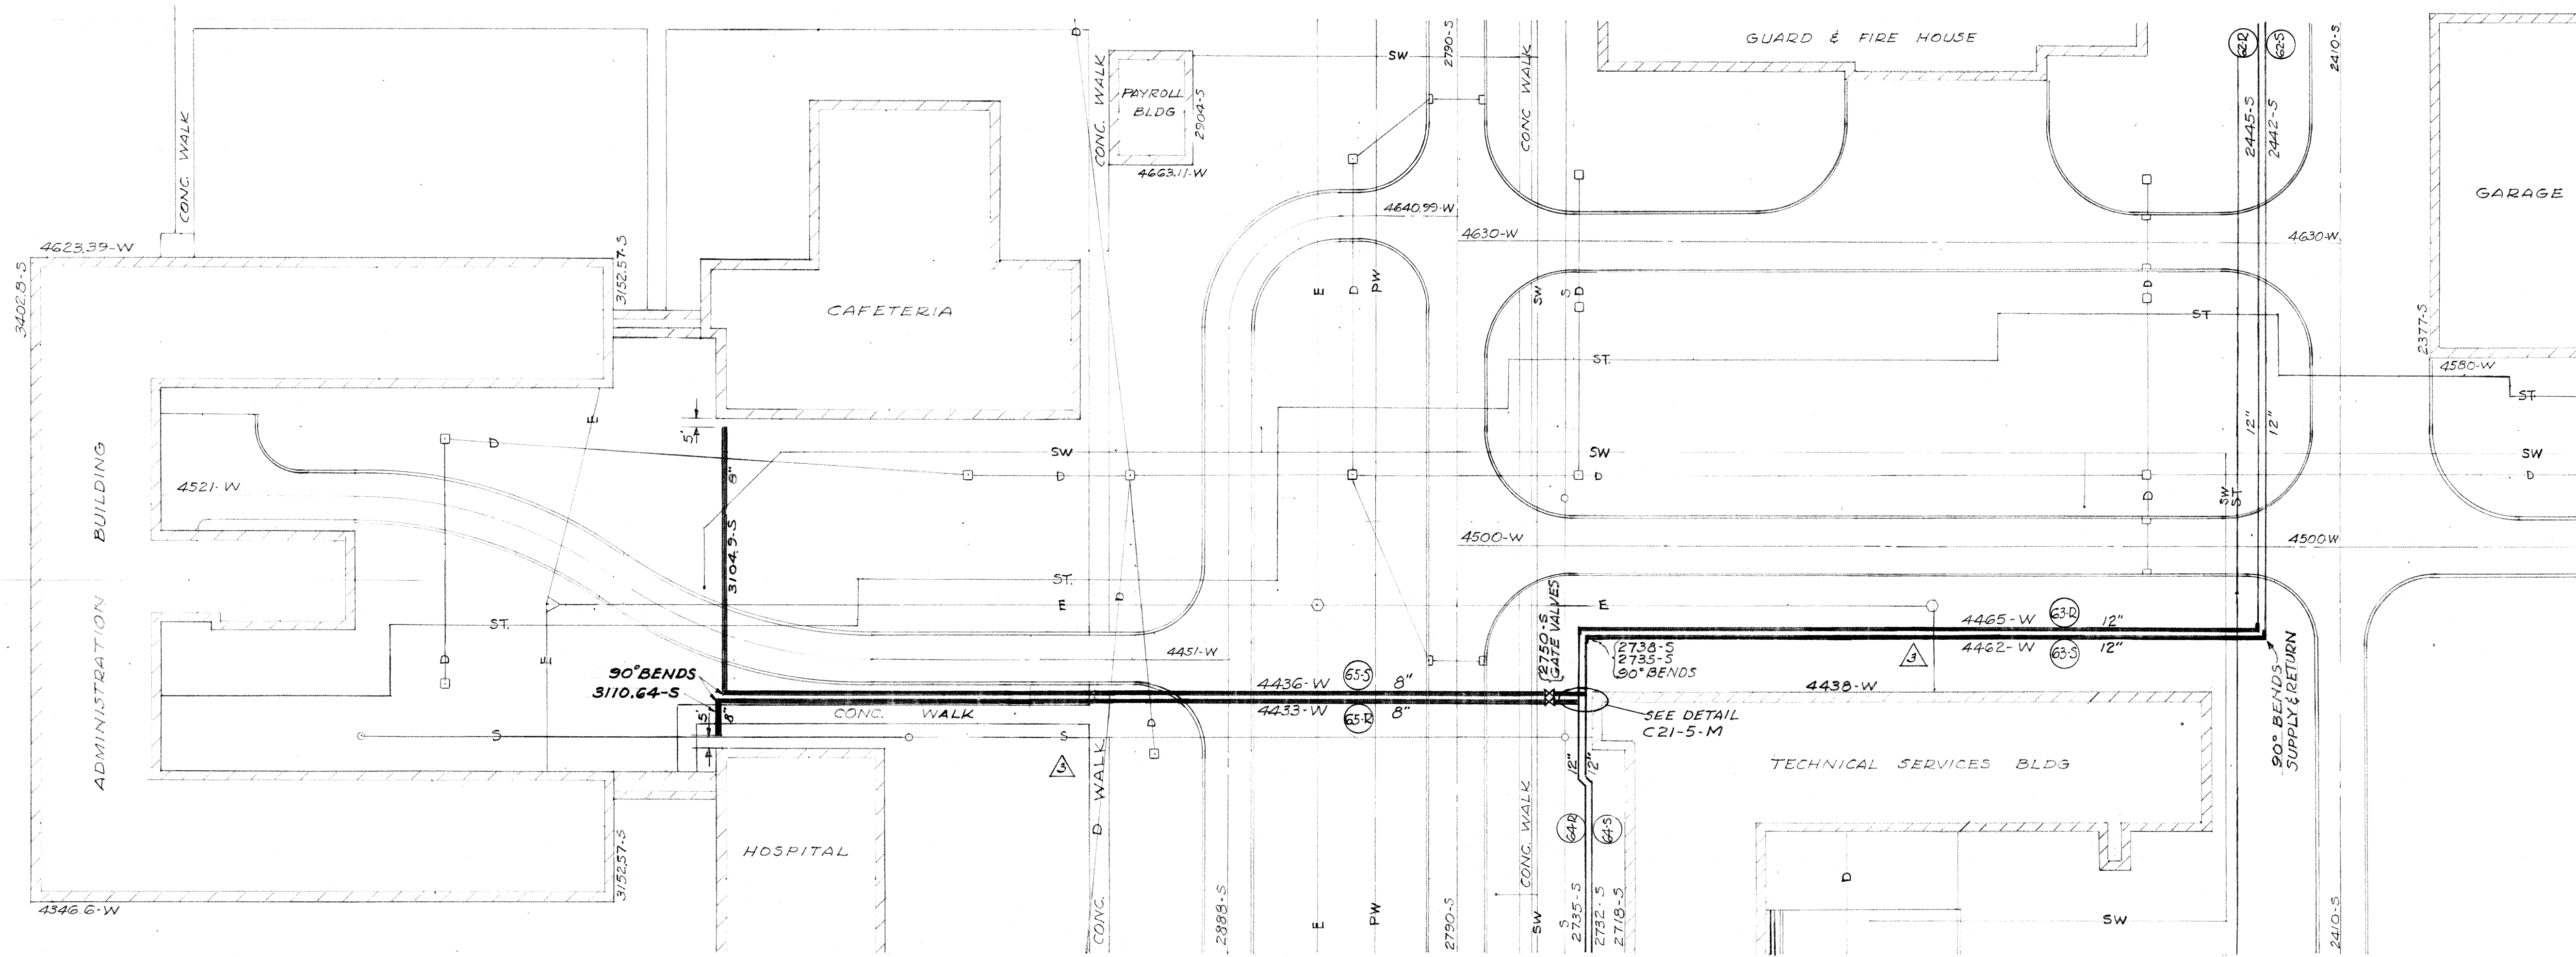 GUARD & FIRE HOUSE
GARAGE
PAYROLL
BLDG
2904-S
4663.11-W
CONC. WALK
CONC. WALK
CONC WALK
2790-S
SW
D
62-R
62-S
2445-S
2442-S
2410-S
4623.39-W
3402.8-S
3152.57-S
CAFETERIA
4640.99-W
4630-W
4630-W
E
D
PW
SW
S
D
D
ST
ST.
2377-S
4580-W
ST.
12"
12"
E
5'
D
SW
SW
SW
8"
D
D
D
D
SW
ST
4521-W
ADMINISTRATION BUILDING
3104.9-S
4500-W
4500W
ST.
E
D
E
2750-S
GATE VALVES
4465-W
63-R
12"
4462-W
63-S
12"
3
2738-S
2735-S
90° BENDS
ST.
D
E
4451-W
90° BENDS
3110.64-S
4436-W
65-S
8"
4433-W
65-R
8"
4438-W
SEE DETAIL
C21-5-M
90° BENDS
SUPPLY & RETURN
5'
8"
CONC. WALK
S
S
D
3
12"
12"
TECHNICAL SERVICES BLDG
HOSPITAL
CONC. D WALK
CONC. WALK
64-R
64-S
3152.57-S
4346.6-W
2888-S
E
PW
2790-S
SW
S
2735-S
2732-S
2718-S
D
SW
2410-S